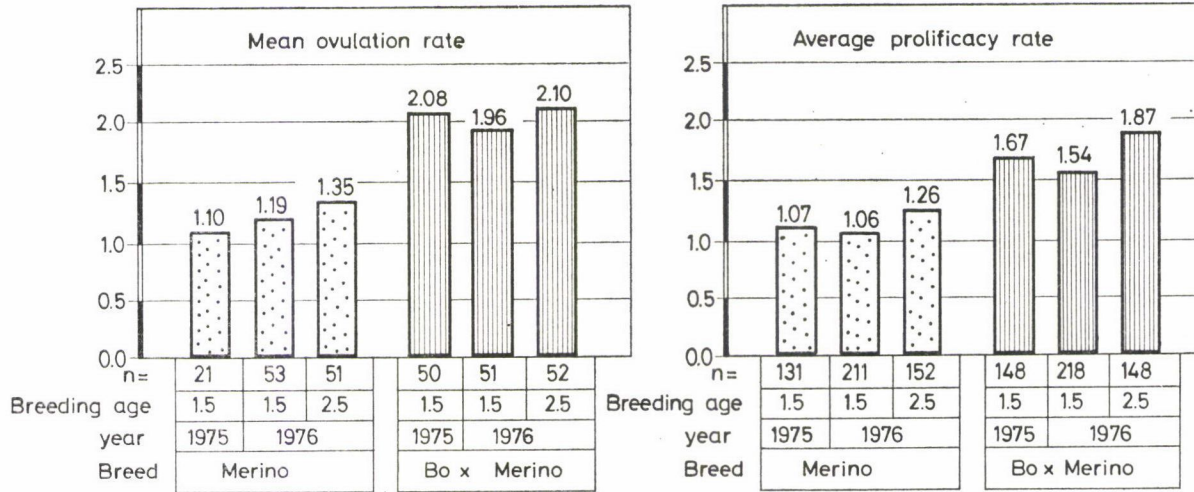 Mean ovulation rate
2.5
2.0
1.5
1.0
0.5
0.0
1.10
1.19
1.35
2.08
1.96
2.10
n= 21 53 51 50 51 52
Breeding age 1.5 1.5 2.5 1.5 1.5 2.5
year 1975 1976 1975 1976
Breed Merino Bo x Merino
Average prolificacy rate
2.5
2.0
1.5
1.0
0.5
0.0
1.07
1.06
1.26
1.67
1.54
1.87
n= 131 211 152 148 218 148
Breeding age 1.5 1.5 2.5 1.5 1.5 2.5
year 1975 1976 1975 1976
Breed Merino Bo x Merino